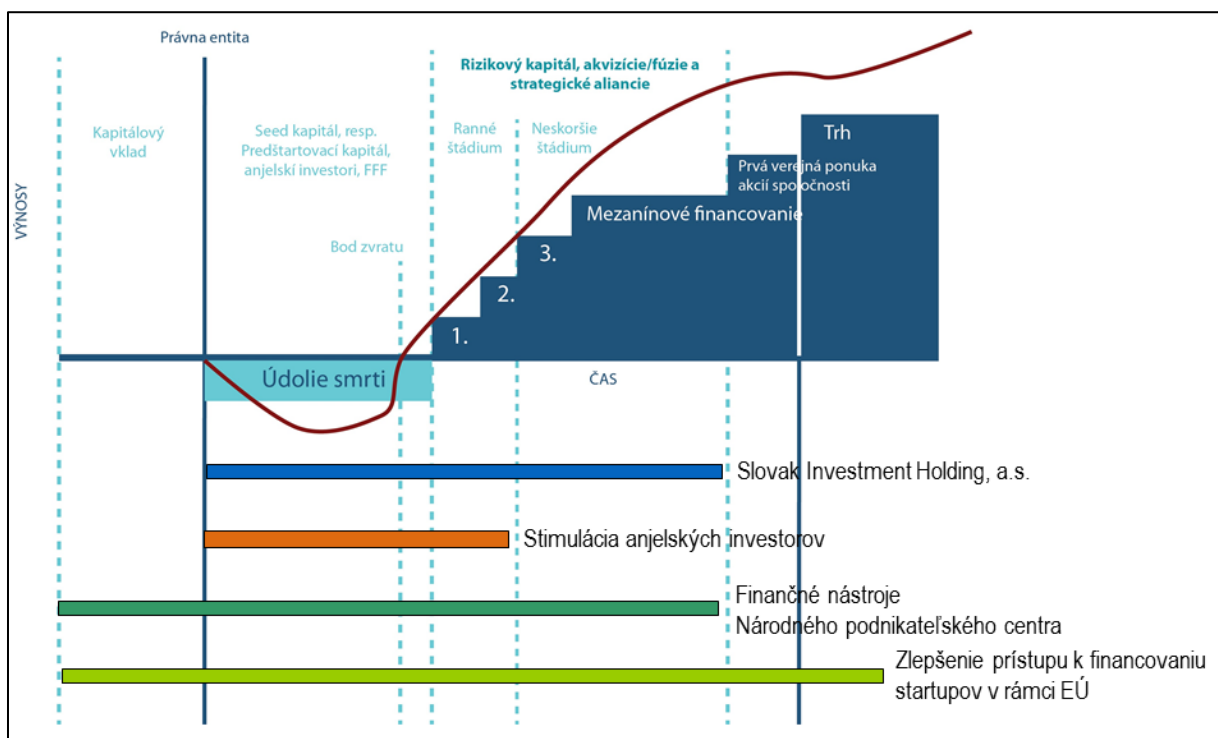 Právna entita
Rizikový kapitál, akvizície/fúzie a
strategické aliancie
Kapitálový
vklad
Seed kapitál, resp.
Predštartovací kapitál,
anjelskí investori, FFF
Ranné
štádium
Neskoršie
štádium
Trh
Prvá verejná ponuka
akcií spoločnosti
VÝNOSY
Mezanínové financovanie
Bod zvratu
3.
2.
1.
Údolie smrti
ČAS
Slovak Investment Holding, a.s.
Stimulácia anjelských investorov
Finančné nástroje
Národného podnikateľského centra
Zlepšenie prístupu k financovaniu
startupov v rámci EÚ